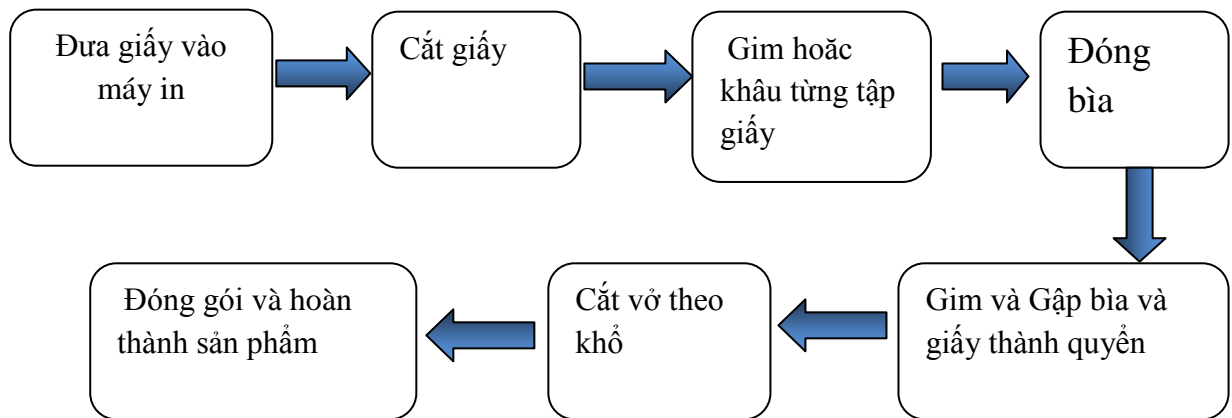 Đưa giấy vào
máy in
Cắt giấy
Gim hoặc
khâu từng tập
giấy
Đóng
bìa
Gim và Gập bìa và
giấy thành quyển
Cắt vở theo
khổ
Đóng gói và hoàn
thành sản phẩm